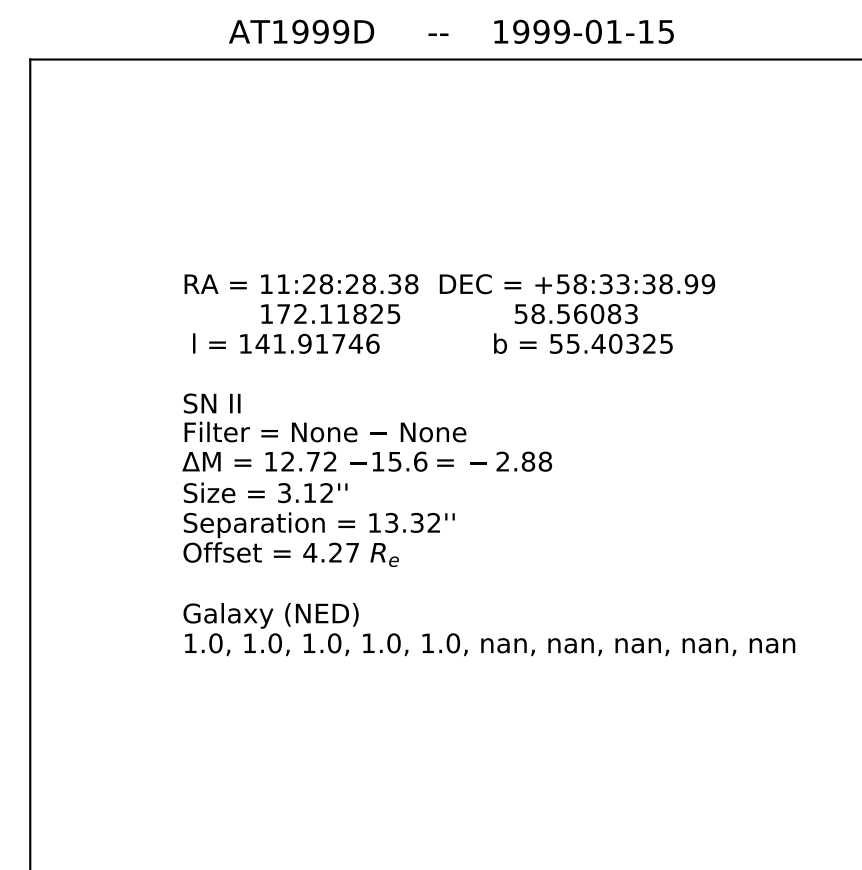 AT1999D -- 1999-01-15
RA = 11:28:28.38 DEC = +58:33:38.99
172.11825 58.56083
l = 141.91746 b = 55.40325
SN II
Filter = None − None
ΔM = 12.72 −15.6 = − 2.88
Size = 3.12''
Separation = 13.32''
Offset = 4.27 Rₑ
Galaxy (NED)
1.0, 1.0, 1.0, 1.0, 1.0, nan, nan, nan, nan, nan